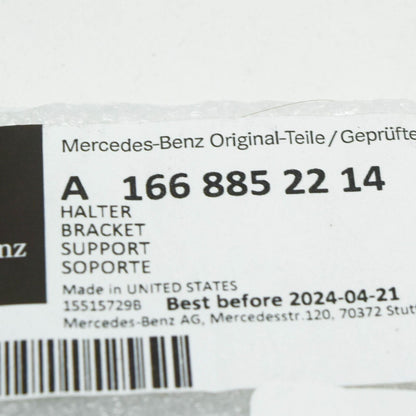 Mercedes-Benz Original-Teile/Geprüfte
A 166 885 22 14
HALTER
BRACKET
SUPPORT
SOPORTE
nz
Made in UNITED STATES
15515729B Best before 2024-04-21
Mercedes-Benz AG, Mercedesstr.120, 70372 Stutt